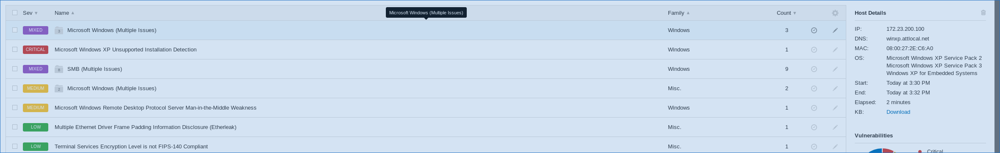 Sev Name Microsoft Windows (Multiple Issues) Family Count
MIXED 3 Microsoft Windows (Multiple Issues) Windows 3
CRITICAL Microsoft Windows XP Unsupported Installation Detection Windows 1
MIXED 8 SMB (Multiple Issues) Windows 9
MEDIUM 2 Microsoft Windows (Multiple Issues) Misc. 2
MEDIUM Microsoft Windows Remote Desktop Protocol Server Man-in-the-Middle Weakness Windows 1
LOW Multiple Ethernet Driver Frame Padding Information Disclosure (Etherleak) Misc. 1
LOW Terminal Services Encryption Level is not FIPS-140 Compliant Misc. 1
Host Details
IP: 172.23.200.100
DNS: winxp.attlocal.net
MAC: 08:00:27:2E:C6:A0
OS: Microsoft Windows XP Service Pack 2
Microsoft Windows XP Service Pack 3
Windows XP for Embedded Systems
Start: Today at 3:30 PM
End: Today at 3:32 PM
Elapsed: 2 minutes
KB: Download
Vulnerabilities
Critical